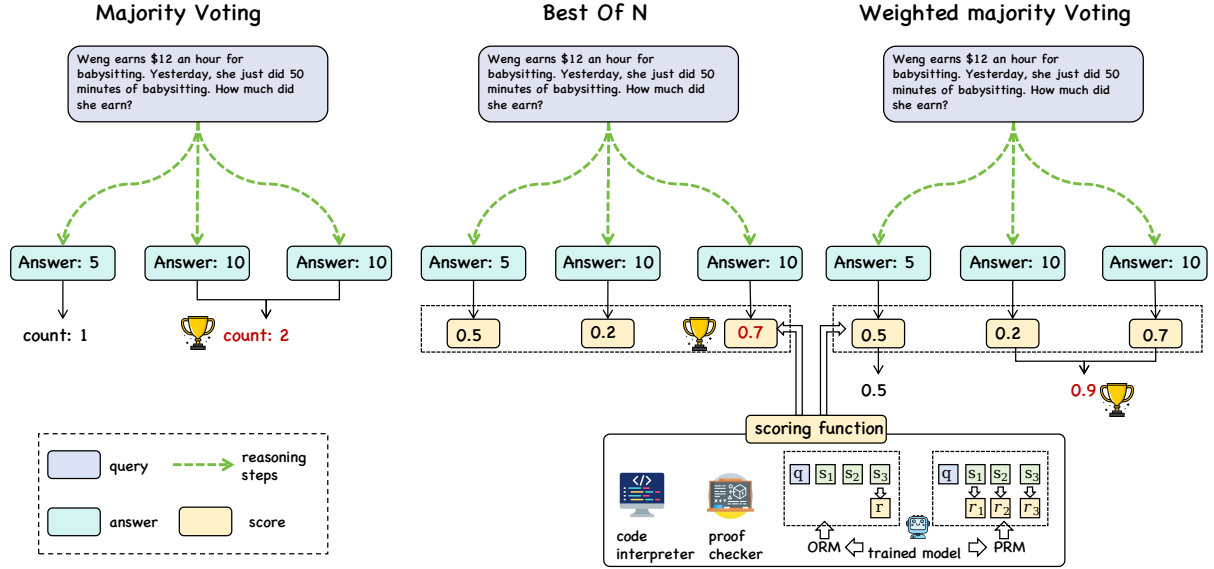 Majority Voting
Weng earns $12 an hour for
babysitting. Yesterday, she just did 50
minutes of babysitting. How much did
she earn?
Answer: 5
Answer: 10
Answer: 10
count: 1
count: 2
Best Of N
Weng earns $12 an hour for
babysitting. Yesterday, she just did 50
minutes of babysitting. How much did
she earn?
Answer: 5
Answer: 10
Answer: 10
0.5
0.2
0.7
Weighted majority Voting
Weng earns $12 an hour for
babysitting. Yesterday, she just did 50
minutes of babysitting. How much did
she earn?
Answer: 5
Answer: 10
Answer: 10
0.5
0.2
0.7
0.5
0.9
query
reasoning
steps
answer
score
scoring function
code
interpreter
proof
checker
q s₁ s₂ s₃
r
ORM
trained model
q s₁ s₂ s₃
r₁ r₂ r₃
PRM